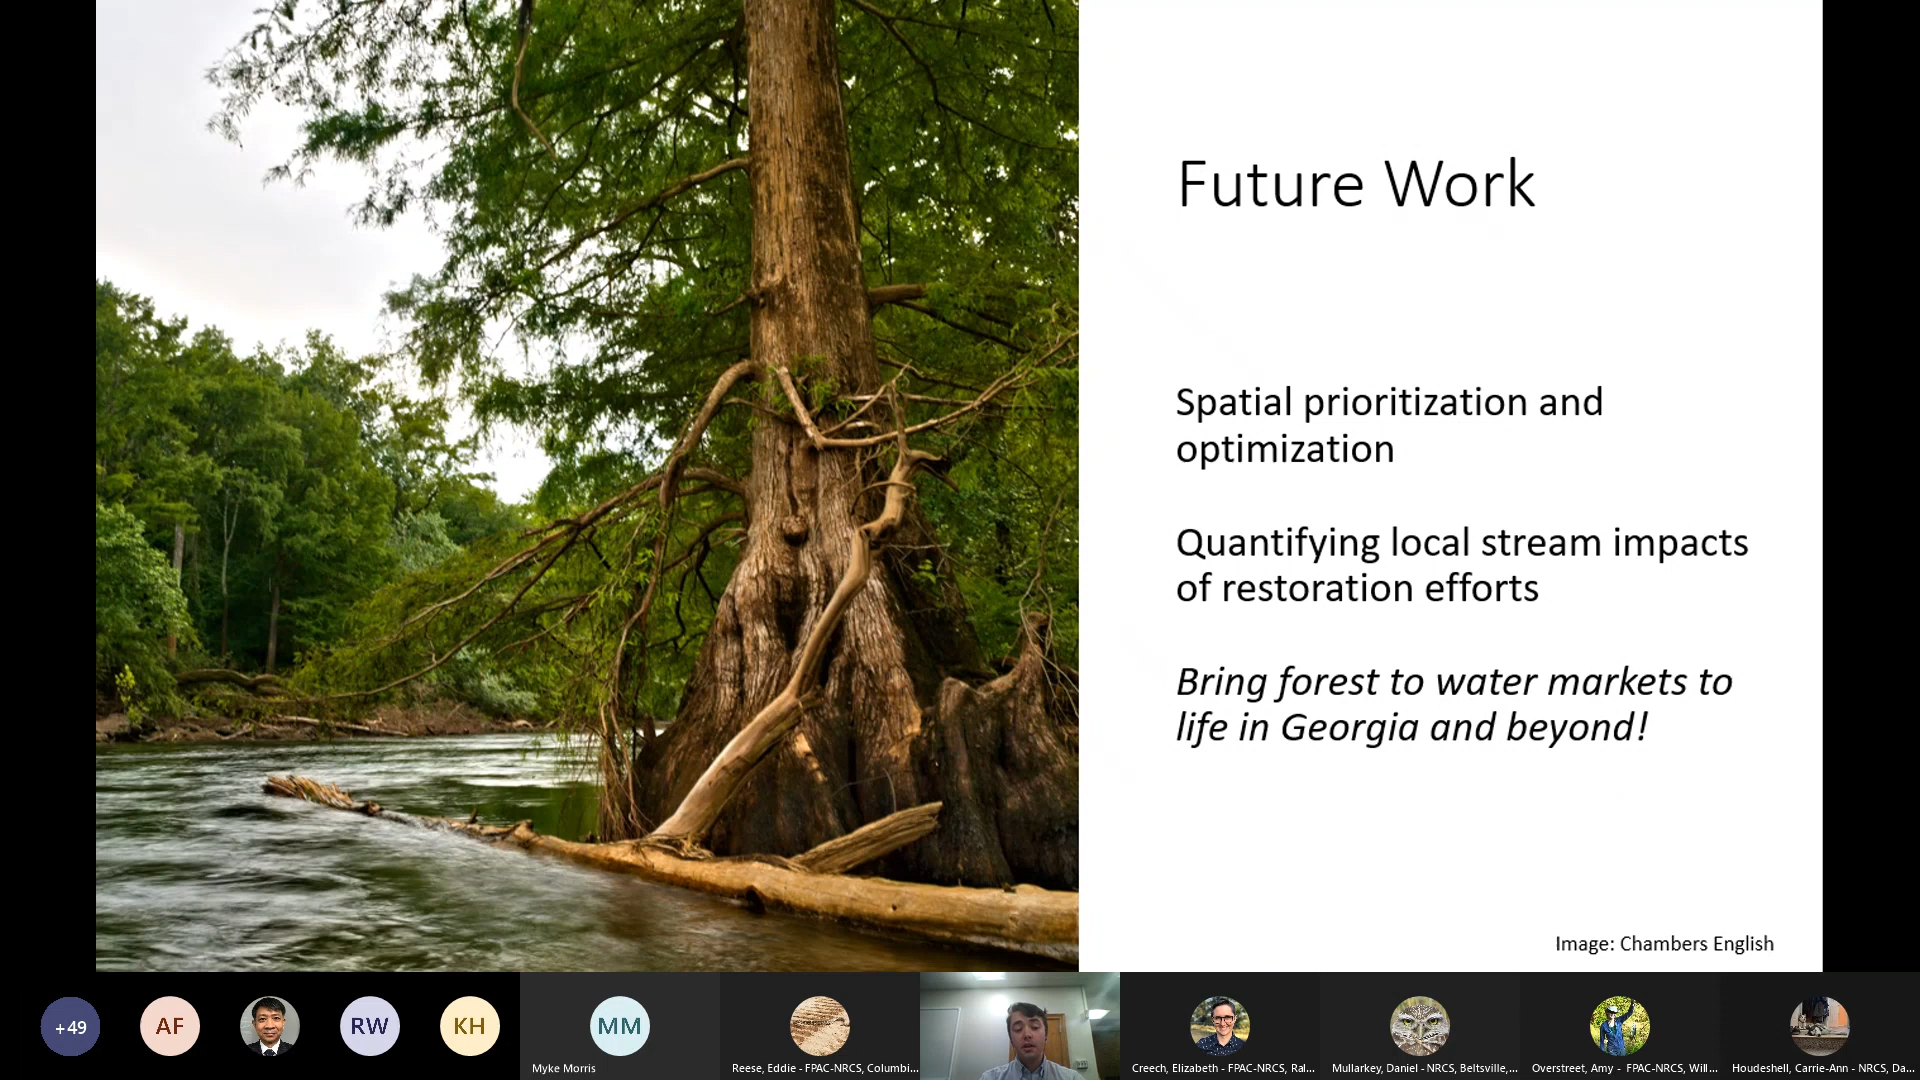 Future Work
Spatial prioritization and
optimization
Quantifying local stream impacts
of restoration efforts
Bring forest to water markets to
life in Georgia and beyond!
Image: Chambers English
+49
AF
RW
KH
MM
Myke Morris
Reese, Eddie - FPAC-NRCS, Columbi...
Creech, Elizabeth - FPAC-NRCS, Ral...
Mullarkey, Daniel - NRCS, Beltsville,...
Overstreet, Amy - FPAC-NRCS, Will...
Houdeshell, Carrie-Ann - NRCS, Da...